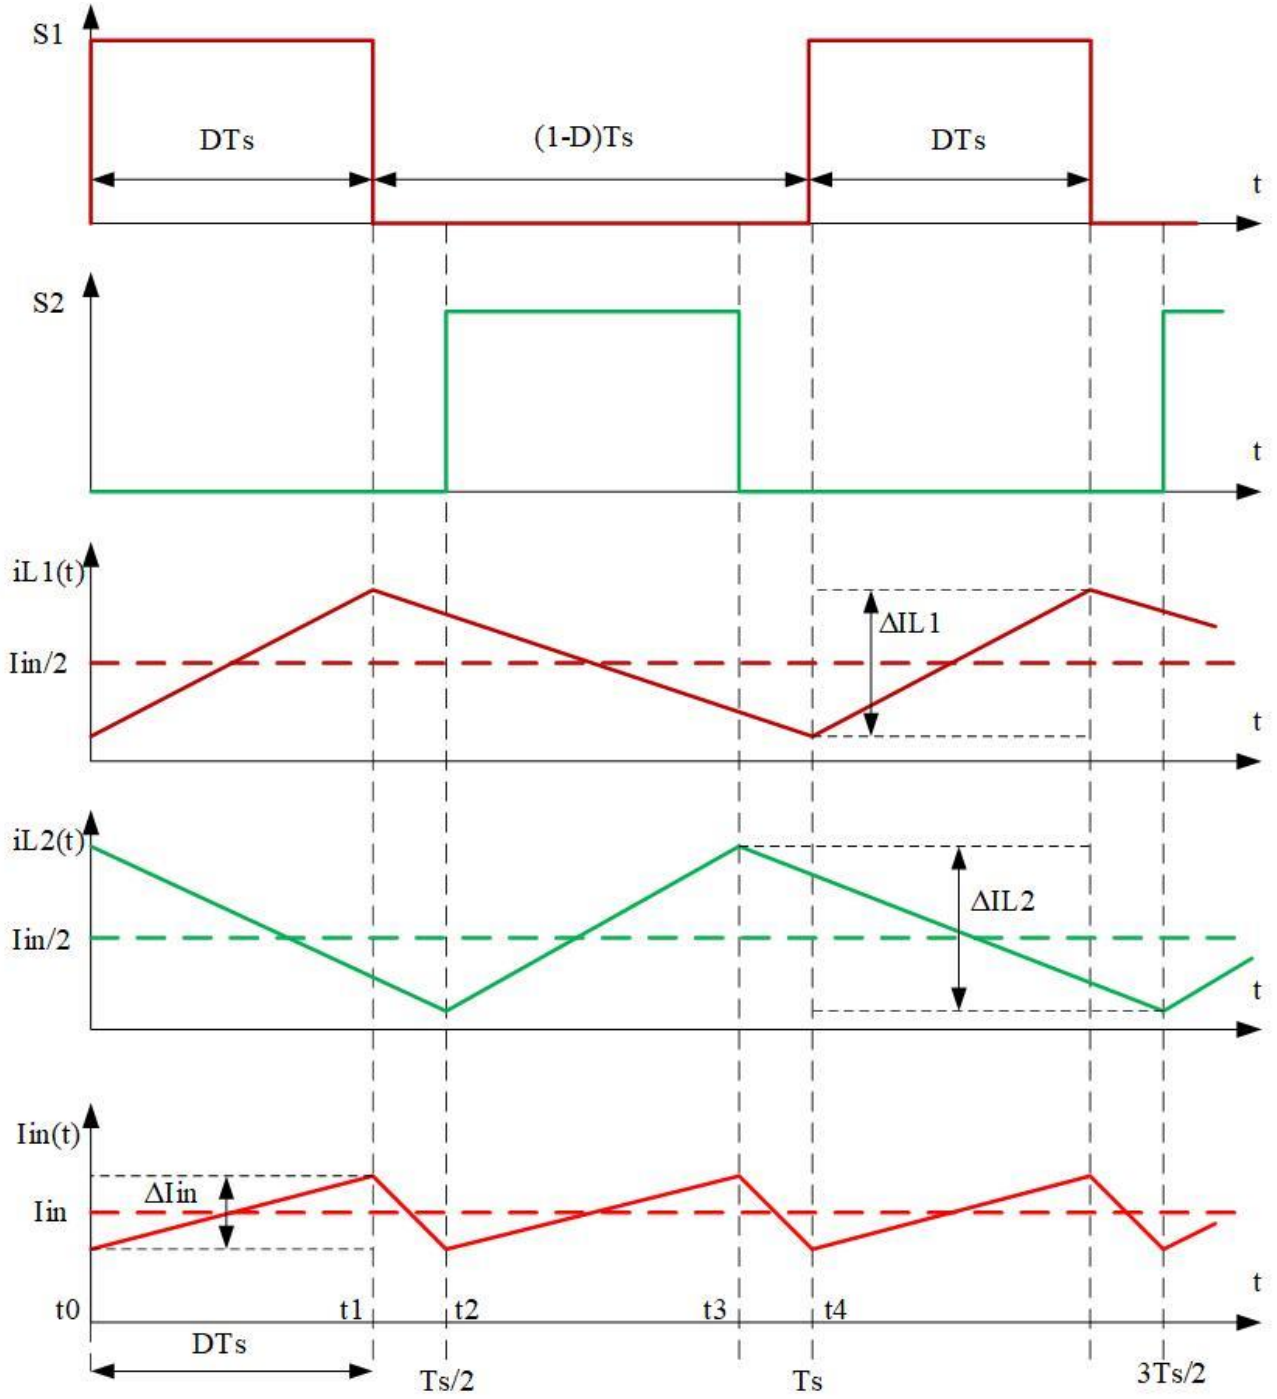 S1
DTs
(1-D)Ts
DTs
t
S2
t
iL1(t)
ΔIL1
Iin/2
t
iL2(t)
ΔIL2
Iin/2
t
Iin(t)
ΔIin
Iin
t
t0
t1
t2
t3
t4
DTs
Ts/2
Ts
3Ts/2